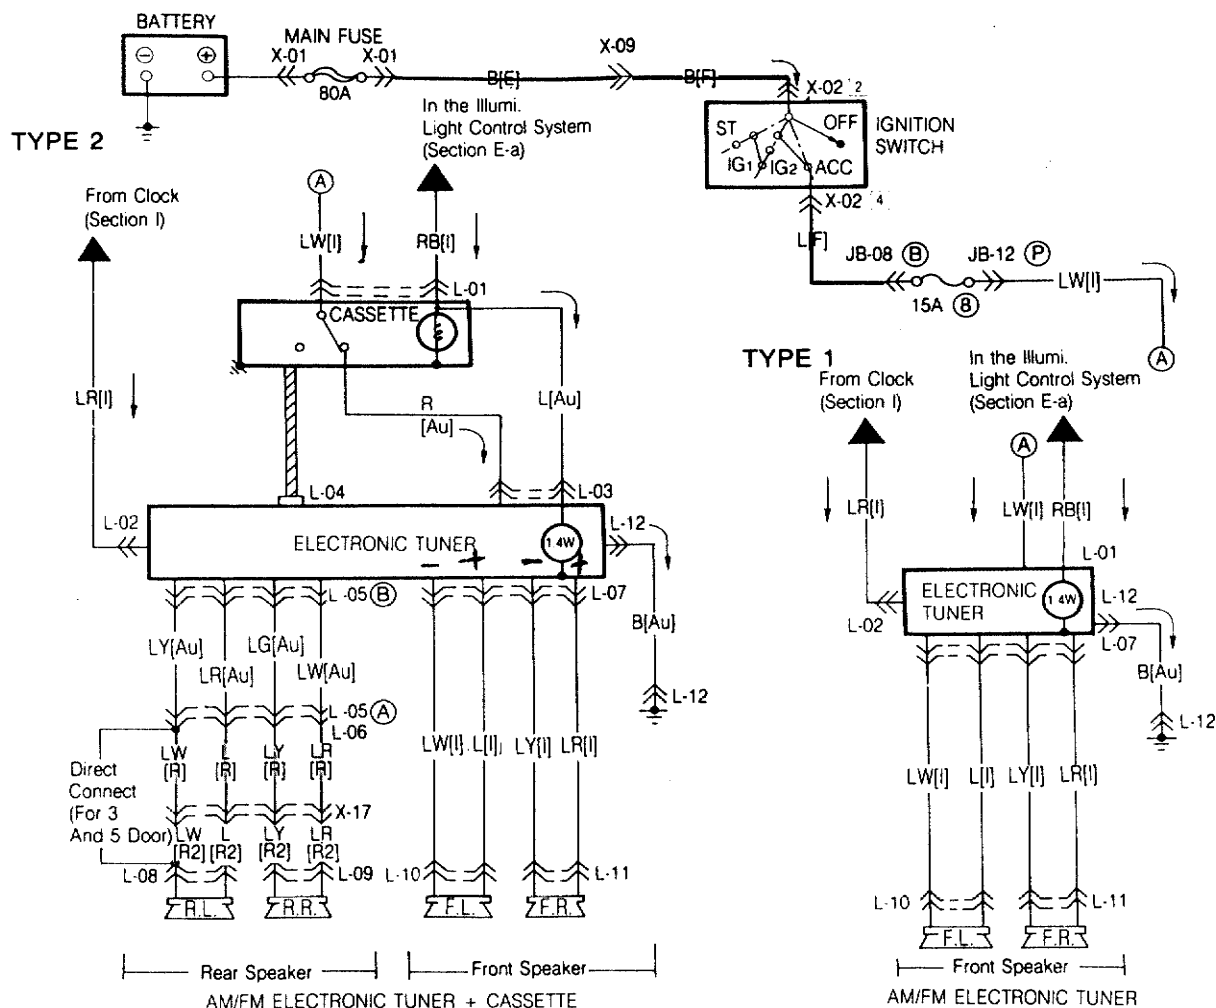 BATTERY
⊖ ⊕
X-01
MAIN FUSE
X-01
80A
B[E]
X-09
B[F]
X-02 2
ST
OFF
IG1
IG2
ACC
IGNITION
SWITCH
X-02 4
L[F]
JB-08 Ⓑ
JB-12 Ⓟ
15A ⑧
LW[I]
Ⓐ
TYPE 2
From Clock
(Section I)
Ⓐ
In the Illumi.
Light Control System
(Section E-a)
LW[I]
RB[I]
L-01
CASSETTE
LR[I]
R
[Au]
L[Au]
L-04
L-03
L-02
L-12
ELECTRONIC TUNER
1.4W
− + − +
L-05 Ⓑ
L-07
LY[Au]
LG[Au]
LR[Au]
LW[Au]
B[Au]
L-12
L-05 Ⓐ
L-06
LW
[R]
L
[R]
LY
[R]
LR
[R]
LW[I]
L[I]
LY[I]
LR[I]
Direct
Connect
(For 3
And 5 Door)
X-17
LW
[R2]
L
[R2]
LY
[R2]
LR
[R2]
L-08
L-09
L-10
L-11
R.L.
R.R.
F.L.
F.R.
Rear Speaker
Front Speaker
AM/FM ELECTRONIC TUNER + CASSETTE
TYPE 1
From Clock
(Section I)
In the Illumi.
Light Control System
(Section E-a)
Ⓐ
LR[I]
LW[I]
RB[I]
L-01
ELECTRONIC
TUNER
1.4W
L-02
L-12
L-07
B[Au]
L-12
LW[I]
L[I]
LY[I]
LR[I]
L-10
L-11
F.L.
F.R.
Front Speaker
AM/FM ELECTRONIC TUNER